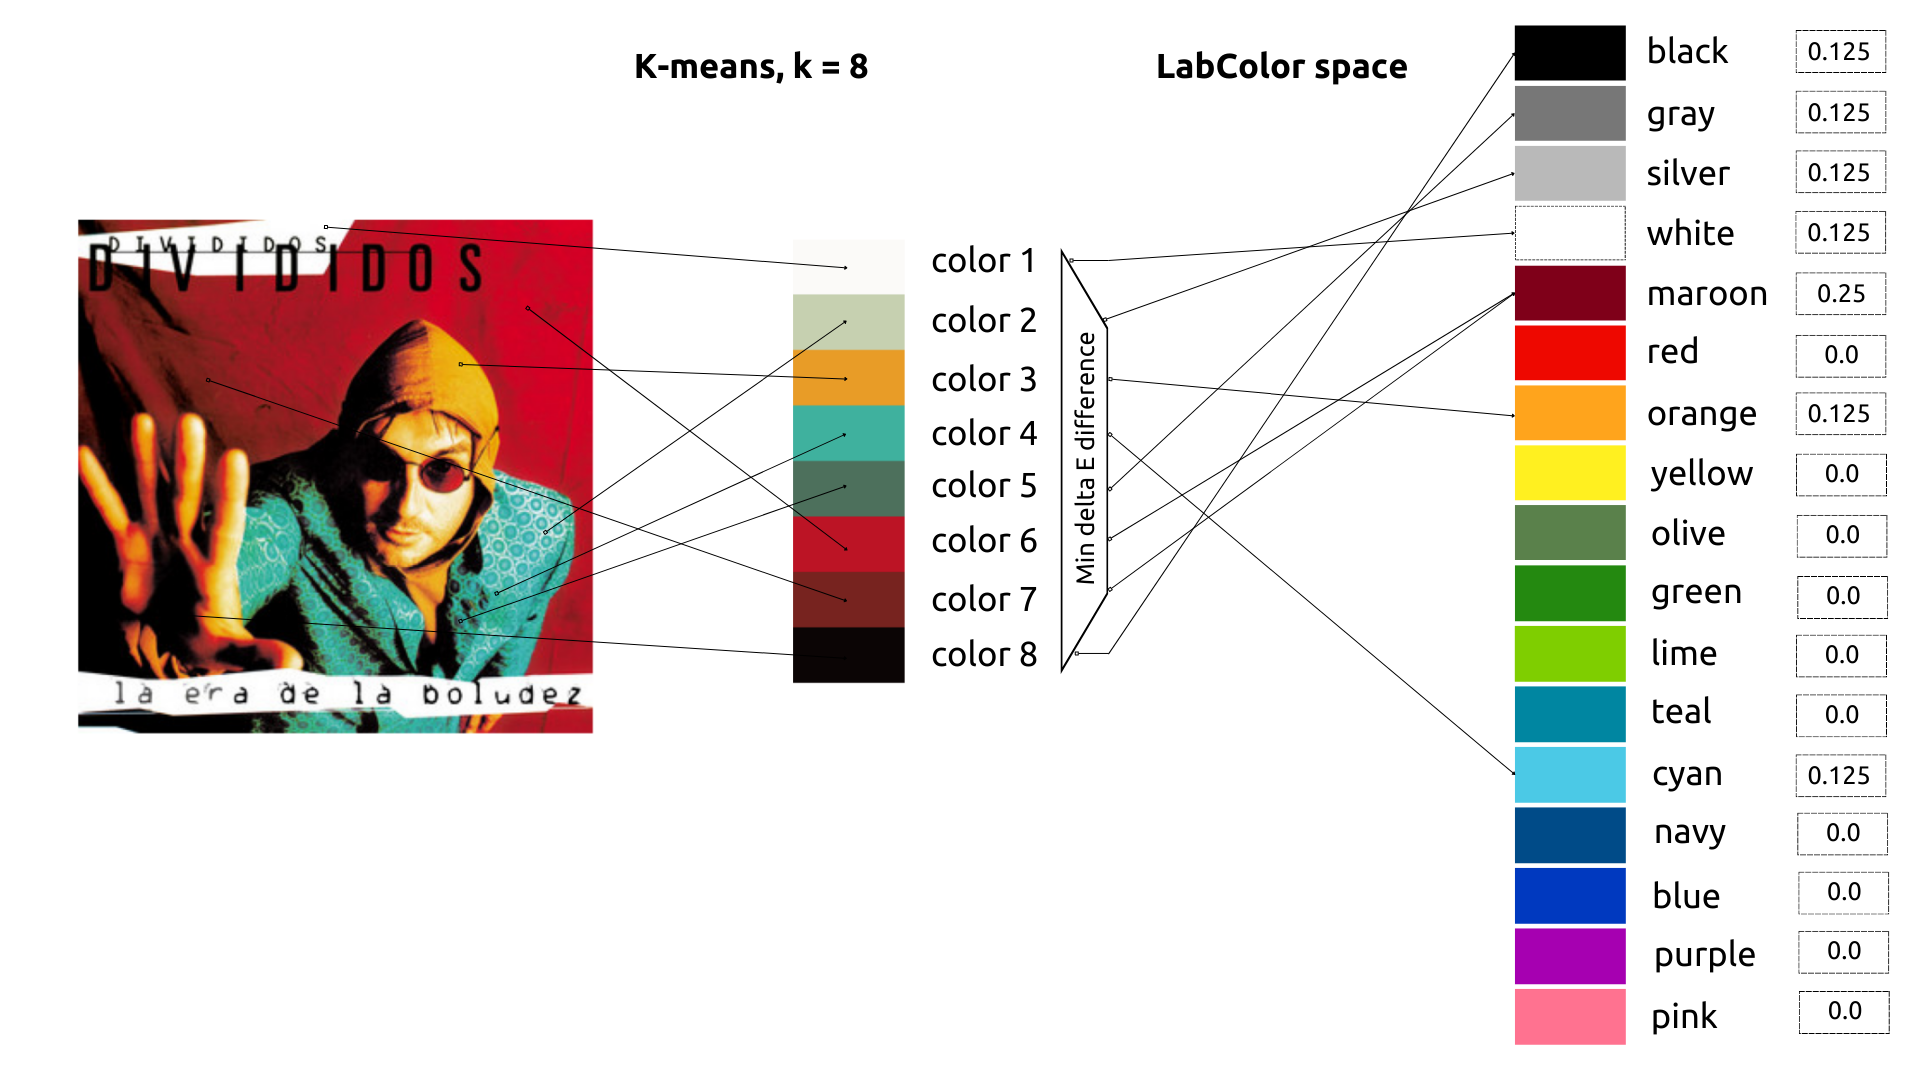 K-means, k = 8
LabColor space
DIVIDIDOS
DIVIDIDOS
la era de la boludez
color 1
color 2
color 3
color 4
color 5
color 6
color 7
color 8
Min delta E difference
black 0.125
gray 0.125
silver 0.125
white 0.125
maroon 0.25
red 0.0
orange 0.125
yellow 0.0
olive 0.0
green 0.0
lime 0.0
teal 0.0
cyan 0.125
navy 0.0
blue 0.0
purple 0.0
pink 0.0